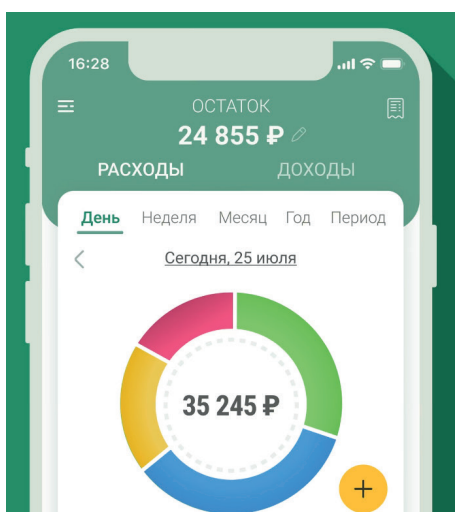 16:28
ОСТАТОК
24 855 ₽
РАСХОДЫ ДОХОДЫ
День Неделя Месяц Год Период
Сегодня, 25 июля
35 245 ₽
+